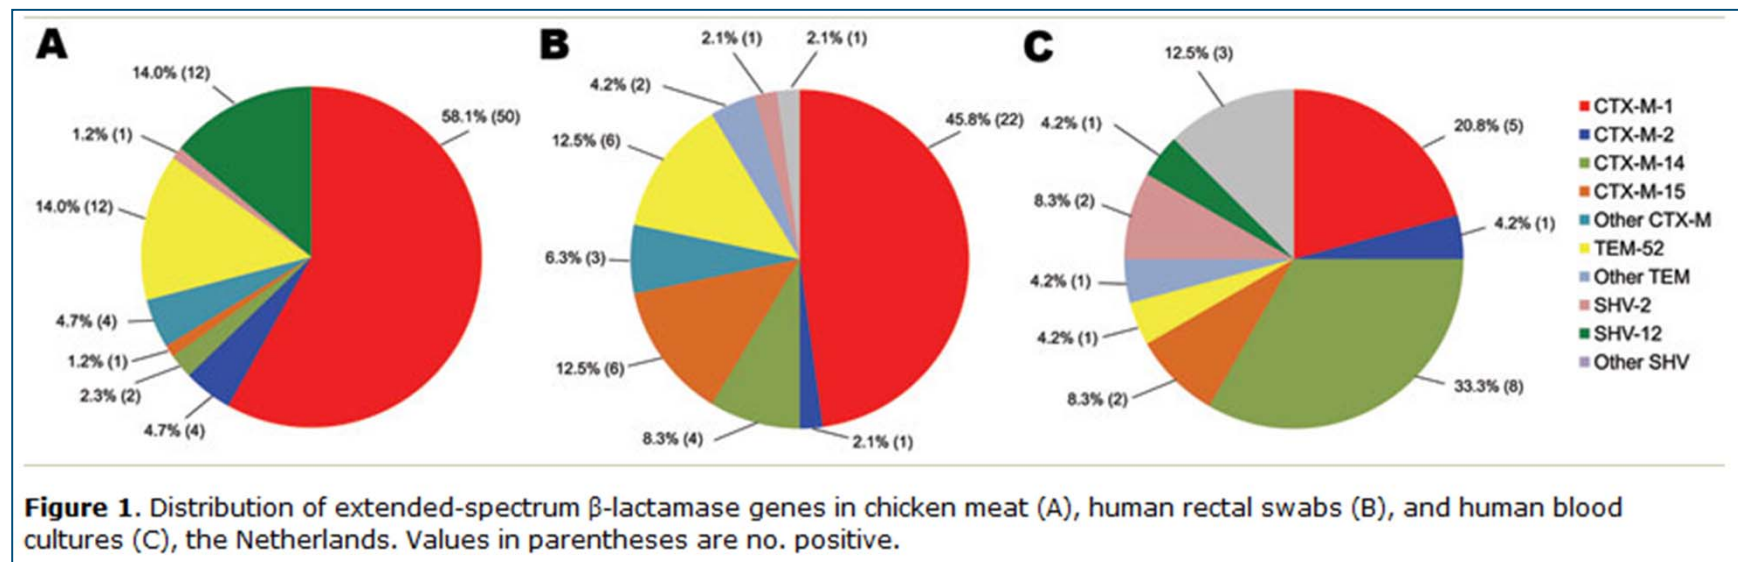 A
14.0% (12)
58.1% (50)
1.2% (1)
14.0% (12)
4.7% (4)
1.2% (1)
2.3% (2)
4.7% (4)
B
2.1% (1)
2.1% (1)
4.2% (2)
45.8% (22)
12.5% (6)
6.3% (3)
12.5% (6)
8.3% (4)
2.1% (1)
C
12.5% (3)
4.2% (1)
20.8% (5)
8.3% (2)
4.2% (1)
4.2% (1)
4.2% (1)
8.3% (2)
33.3% (8)
CTX-M-1
CTX-M-2
CTX-M-14
CTX-M-15
Other CTX-M
TEM-52
Other TEM
SHV-2
SHV-12
Other SHV
Figure 1. Distribution of extended-spectrum β-lactamase genes in chicken meat (A), human rectal swabs (B), and human blood
cultures (C), the Netherlands. Values in parentheses are no. positive.